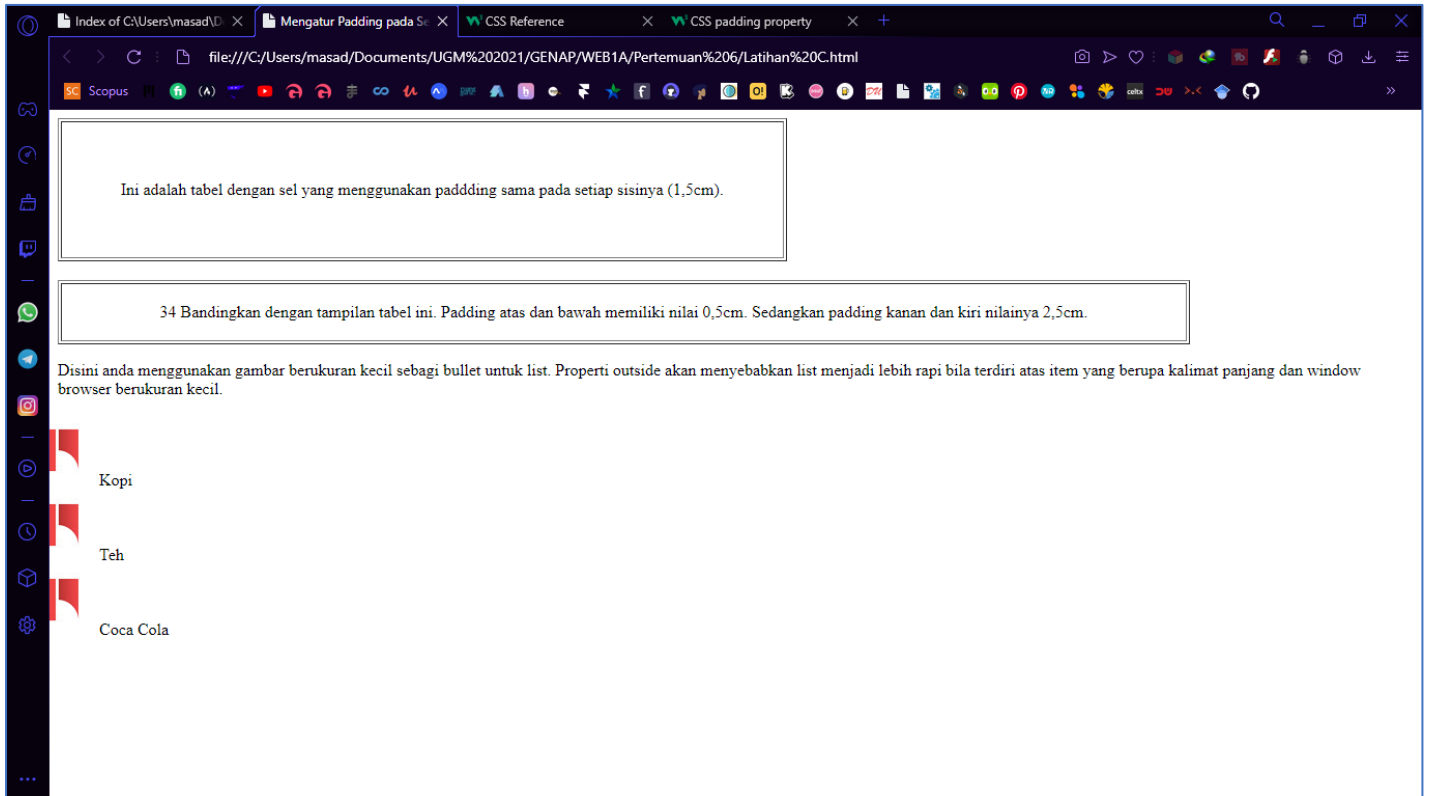 Index of C:\Users\masad\D
Mengatur Padding pada Se
CSS Reference
CSS padding property
file:///C:/Users/masad/Documents/UGM%202021/GENAP/WEB1A/Pertemuan%206/Latihan%20C.html
SC Scopus
Ini adalah tabel dengan sel yang menggunakan paddding sama pada setiap sisinya (1,5cm).
34 Bandingkan dengan tampilan tabel ini. Padding atas dan bawah memiliki nilai 0,5cm. Sedangkan padding kanan dan kiri nilainya 2,5cm.
Disini anda menggunakan gambar berukuran kecil sebagi bullet untuk list. Properti outside akan menyebabkan list menjadi lebih rapi bila terdiri atas item yang berupa kalimat panjang dan window
browser berukuran kecil.
Kopi
Teh
Coca Cola